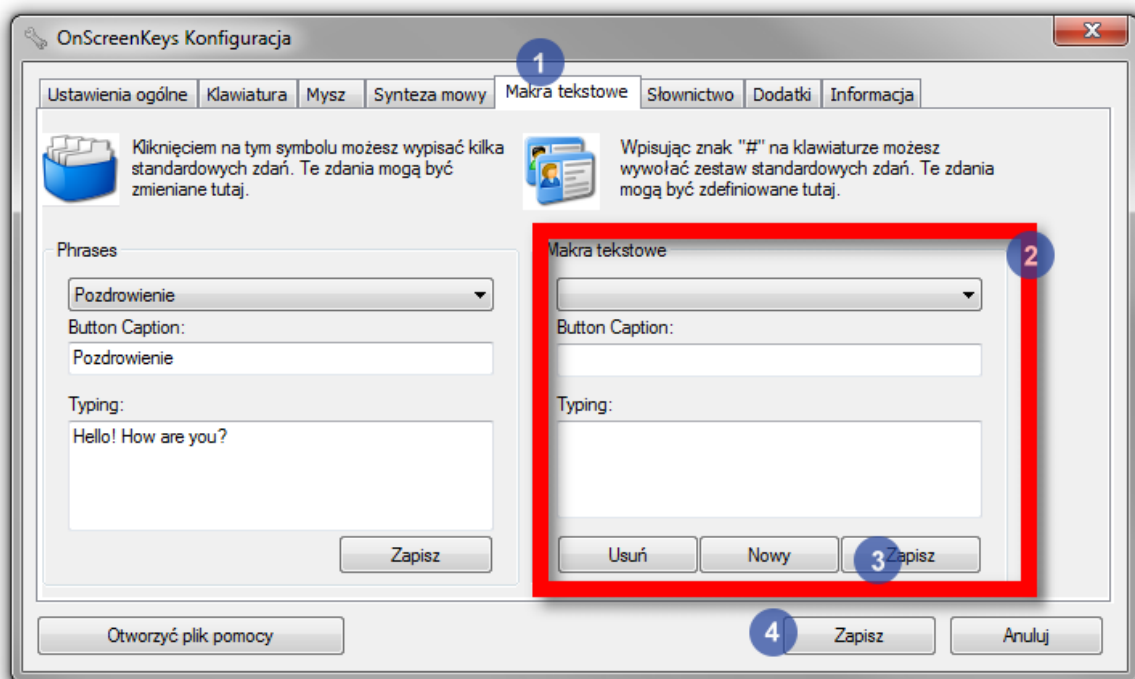 OnScreenKeys Konfiguracja
1
Ustawienia ogólne Klawiatura Mysz Synteza mowy Makra tekstowe Słownictwo Dodatki Informacja
Kliknięciem na tym symbolu możesz wypisać kilka
standardowych zdań. Te zdania mogą być
zmieniane tutaj.
Wpisując znak "#" na klawiaturze możesz
wywołać zestaw standardowych zdań. Te zdania
mogą być zdefiniowane tutaj.
Phrases
Pozdrowienie
Button Caption:
Pozdrowienie
Typing:
Hello! How are you?
Zapisz
Makra tekstowe
2
Button Caption:
Typing:
Usuń Nowy 3 Zapisz
Otworzyć plik pomocy 4 Zapisz Anuluj